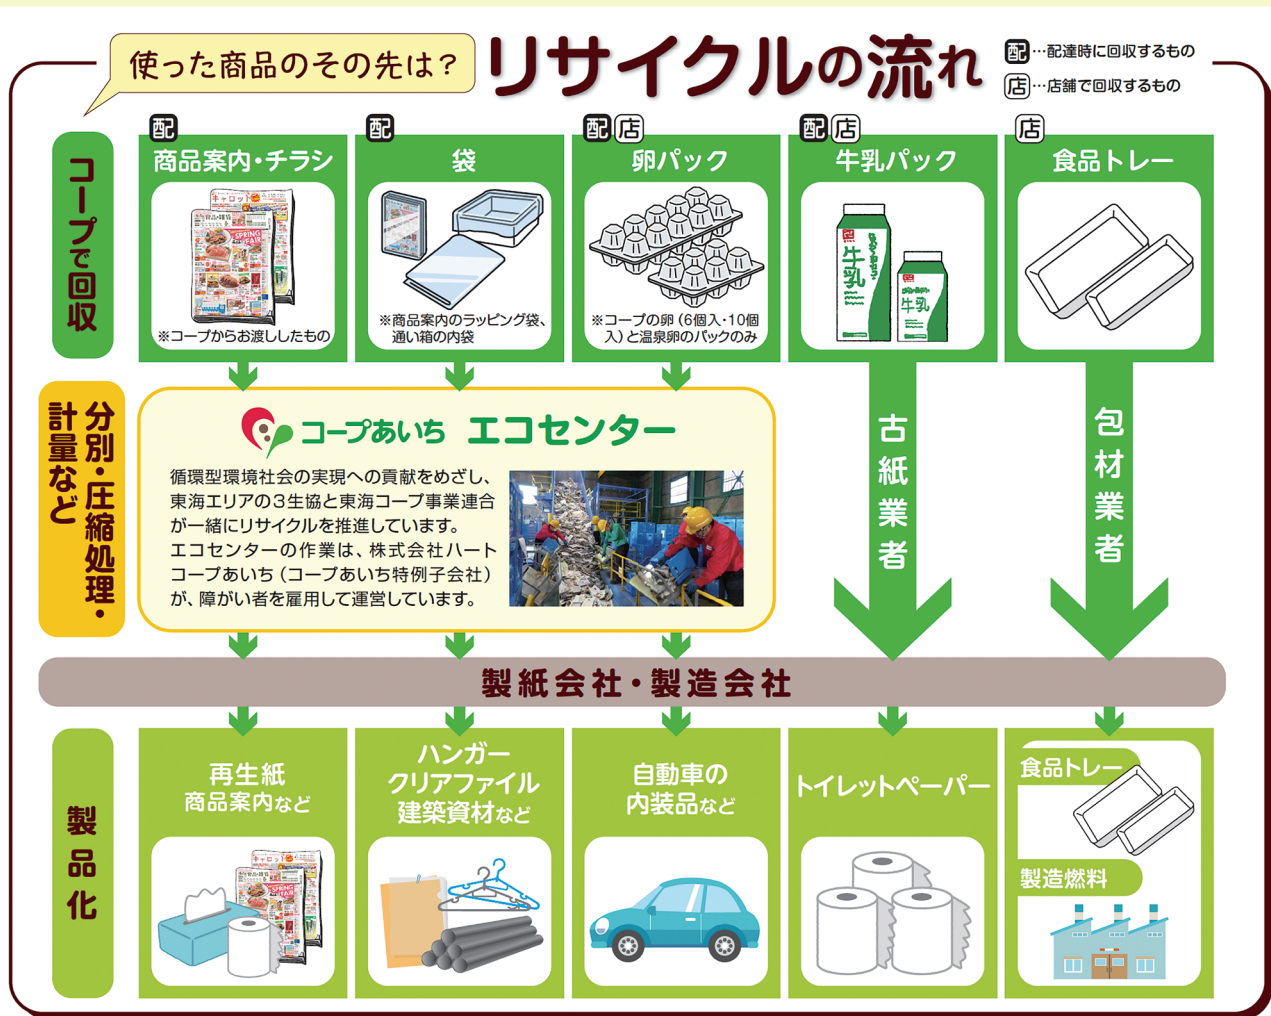 使った商品のその先は?
リサイクルの流れ
配…配達時に回収するもの
店…店舗で回収するもの
コープで回収
配
商品案内・チラシ
キャロット
SPRING
FAIR
※コープからお渡ししたもの
配
袋
※商品案内のラッピング袋、
通い箱の内袋
配 店
卵パック
※コープの卵(6個入・10個
入)と温泉卵のパックのみ
配 店
牛乳パック
牛乳
牛乳
店
食品トレー
分別・圧縮処理・
計量など
コープあいち エコセンター
循環型環境社会の実現への貢献をめざし、
東海エリアの3生協と東海コープ事業連合
が一緒にリサイクルを推進しています。
エコセンターの作業は、株式会社ハート
コープあいち(コープあいち特例子会社)
が、障がい者を雇用して運営しています。
古紙業者
包材業者
製紙会社・製造会社
製品化
再生紙
商品案内など
キャロット
SPRING
FAIR
ハンガー
クリアファイル
建築資材など
自動車の
内装品など
トイレットペーパー
食品トレー
製造燃料